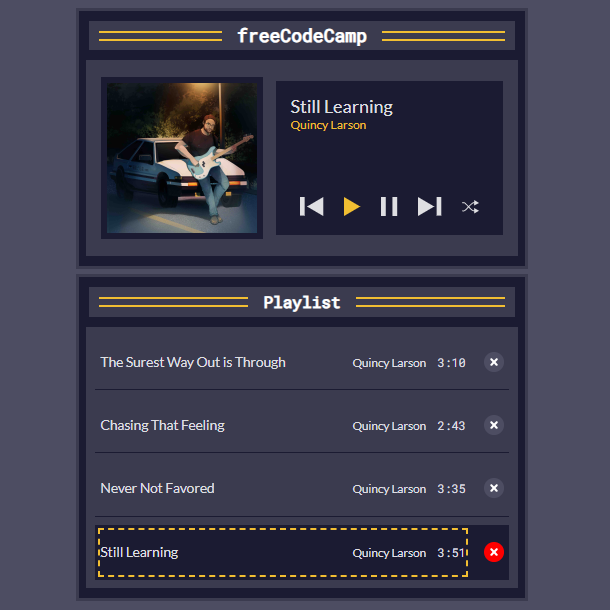 freeCodeCamp
Still Learning
Quincy Larson
Playlist
The Surest Way Out is Through Quincy Larson 3:10
Chasing That Feeling Quincy Larson 2:43
Never Not Favored Quincy Larson 3:35
Still Learning Quincy Larson 3:51